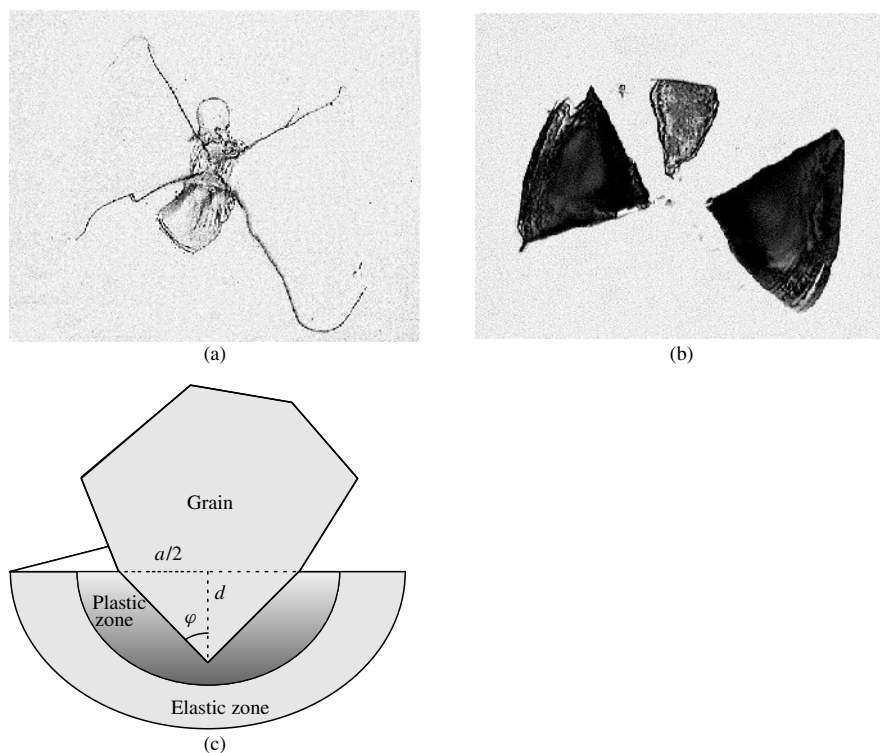 (a)
(b)
Grain
a/2
d
Plastic
zone
φ
Elastic zone
(c)